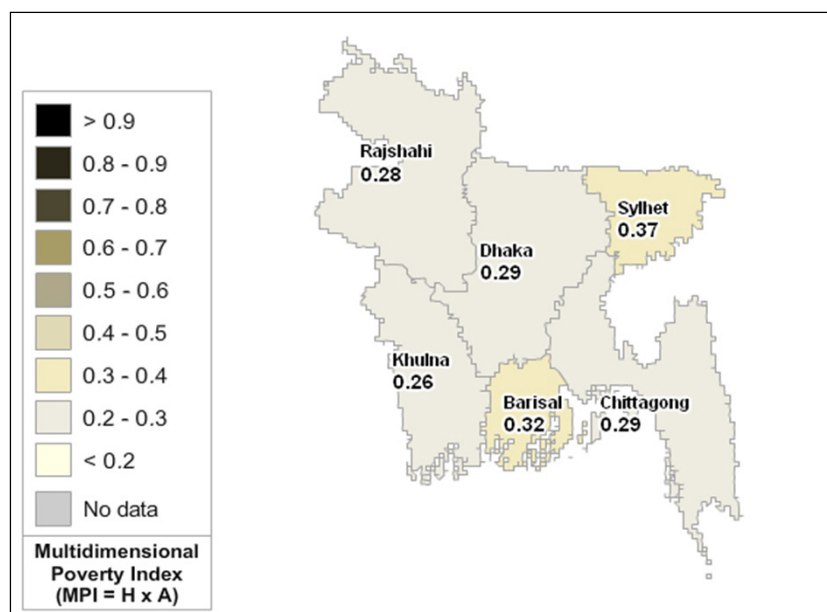 > 0.9
0.8 - 0.9
0.7 - 0.8
0.6 - 0.7
0.5 - 0.6
0.4 - 0.5
0.3 - 0.4
0.2 - 0.3
< 0.2
No data
Multidimensional
Poverty Index
(MPI = H x A)
Rajshahi
0.28
Sylhet
0.37
Dhaka
0.29
Khulna
0.26
Barisal
0.32
Chittagong
0.29